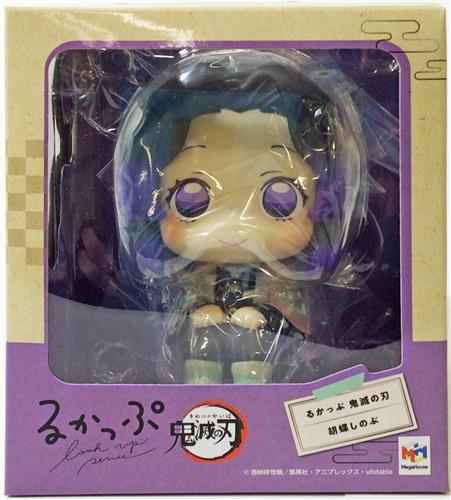 るかっぷ 鬼滅の刃
胡蝶しのぶ
るかっぷ
look up
series
きめつのやいば
鬼滅の刃
MegaHouse
© 吾峠呼世晴／集英社・アニプレックス・ufotable